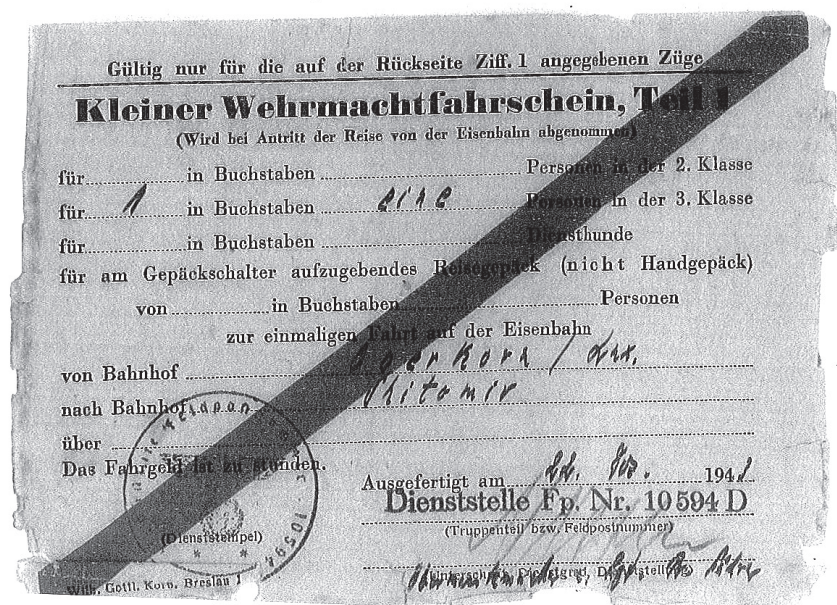 Gültig nur für die auf der Rückseite Ziff. 1 angegebenen Züge
Kleiner Wehrmachtfahrschein, Teil 1
(Wird bei Antritt der Reise von der Eisenbahn abgenommen)
für in Buchstaben Personen in der 2. Klasse
für 1 in Buchstaben eine Personen in der 3. Klasse
für in Buchstaben Diensthunde
für am Gepäckschalter aufzugebendes Reisegepäck (nicht Handgepäck)
von in Buchstaben Personen
zur einmaligen Fahrt auf der Eisenbahn
von Bahnhof
nach Bahnhof Shitomir
über
Das Fahrgeld ist zu stunden.
Ausgefertigt am 22. 194
Dienststelle Fp. Nr. 10594 D
(Truppenteil bzw. Feldpostnummer)
(Dienststempel)
10594
* *
Wilh. Gottl. Korn, Breslau 1